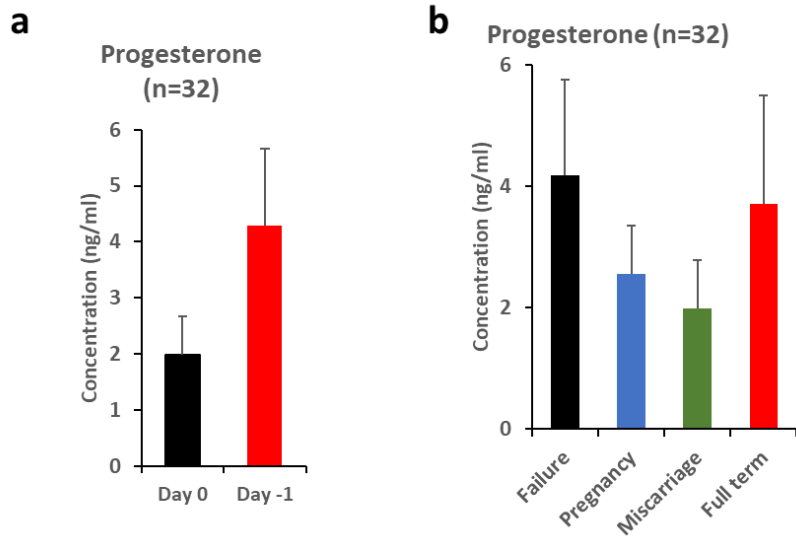 a
Progesterone
(n=32)
Concentration (ng/ml)
6
5
4
3
2
1
0
Day 0
Day -1
b
Progesterone (n=32)
Concentration (ng/ml)
6
4
2
0
Failure
Pregnancy
Miscarriage
Full term